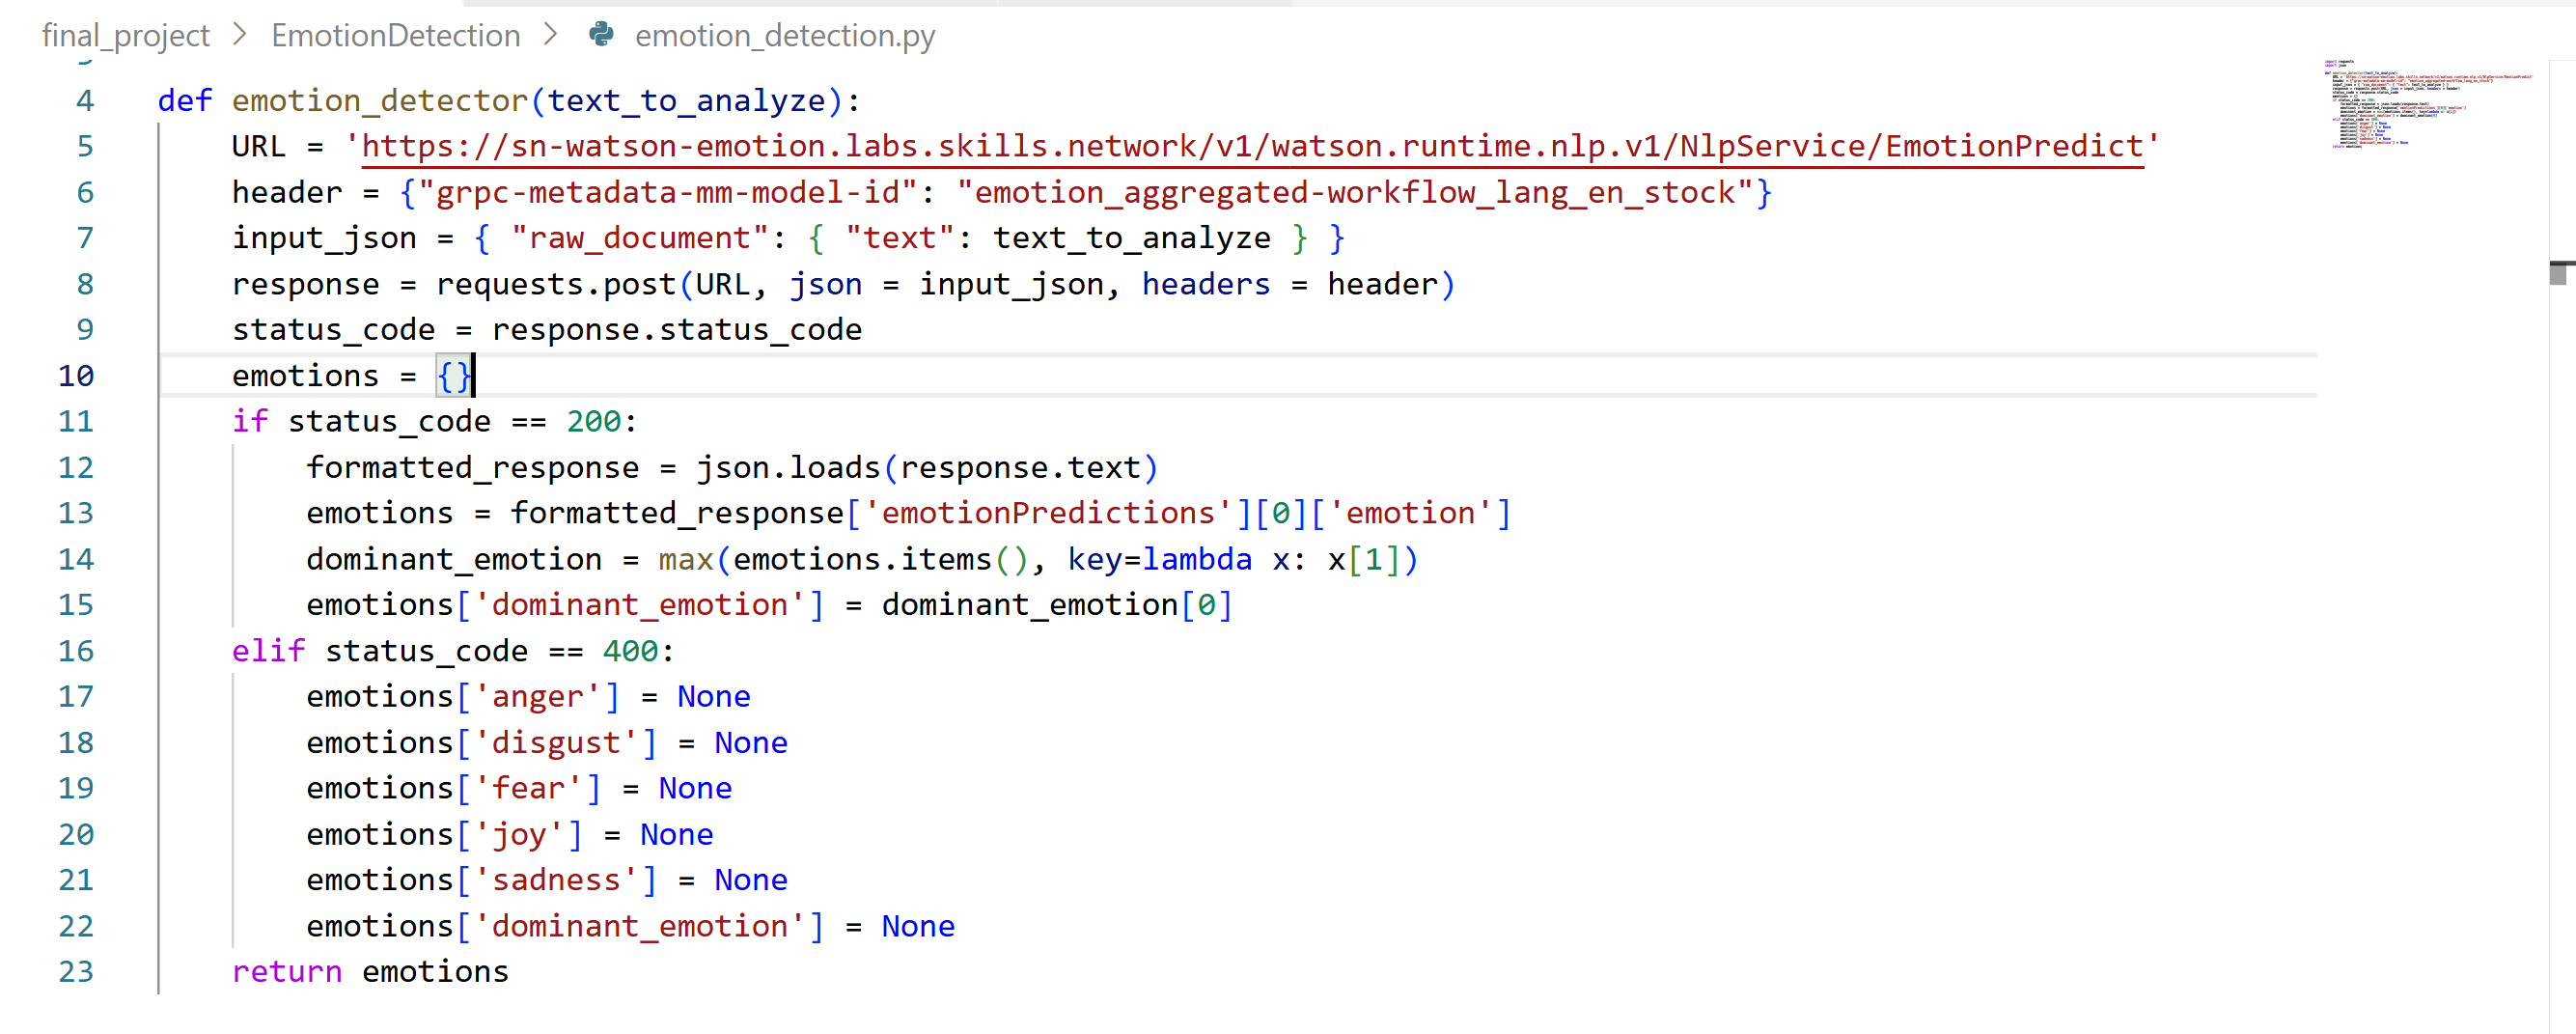 final_project > EmotionDetection > emotion_detection.py
4 def emotion_detector(text_to_analyze):
5     URL = 'https://sn-watson-emotion.labs.skills.network/v1/watson.runtime.nlp.v1/NlpService/EmotionPredict'
6     header = {"grpc-metadata-mm-model-id": "emotion_aggregated-workflow_lang_en_stock"}
7     input_json = { "raw_document": { "text": text_to_analyze } }
8     response = requests.post(URL, json = input_json, headers = header)
9     status_code = response.status_code
10     emotions = {}
11     if status_code == 200:
12         formatted_response = json.loads(response.text)
13         emotions = formatted_response['emotionPredictions'][0]['emotion']
14         dominant_emotion = max(emotions.items(), key=lambda x: x[1])
15         emotions['dominant_emotion'] = dominant_emotion[0]
16     elif status_code == 400:
17         emotions['anger'] = None
18         emotions['disgust'] = None
19         emotions['fear'] = None
20         emotions['joy'] = None
21         emotions['sadness'] = None
22         emotions['dominant_emotion'] = None
23     return emotions